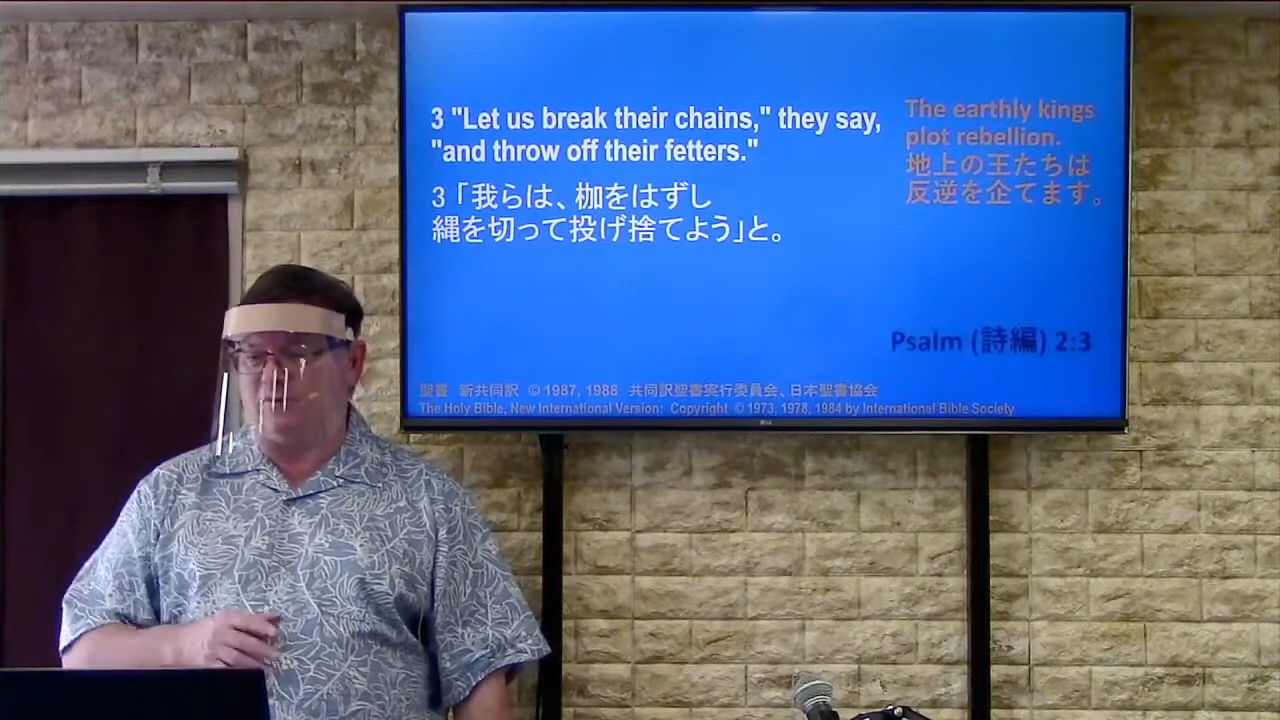 3 "Let us break their chains," they say,
"and throw off their fetters."
3 「我らは、枷をはずし
縄を切って投げ捨てよう」と。
The earthly kings
plot rebellion.
地上の王たちは
反逆を企てます。
Psalm (詩編) 2:3
聖書 新共同訳 © 1987, 1988 共同訳聖書実行委員会、日本聖書協会
The Holy Bible, New International Version: Copyright © 1973, 1978, 1984 by International Bible Society
LG